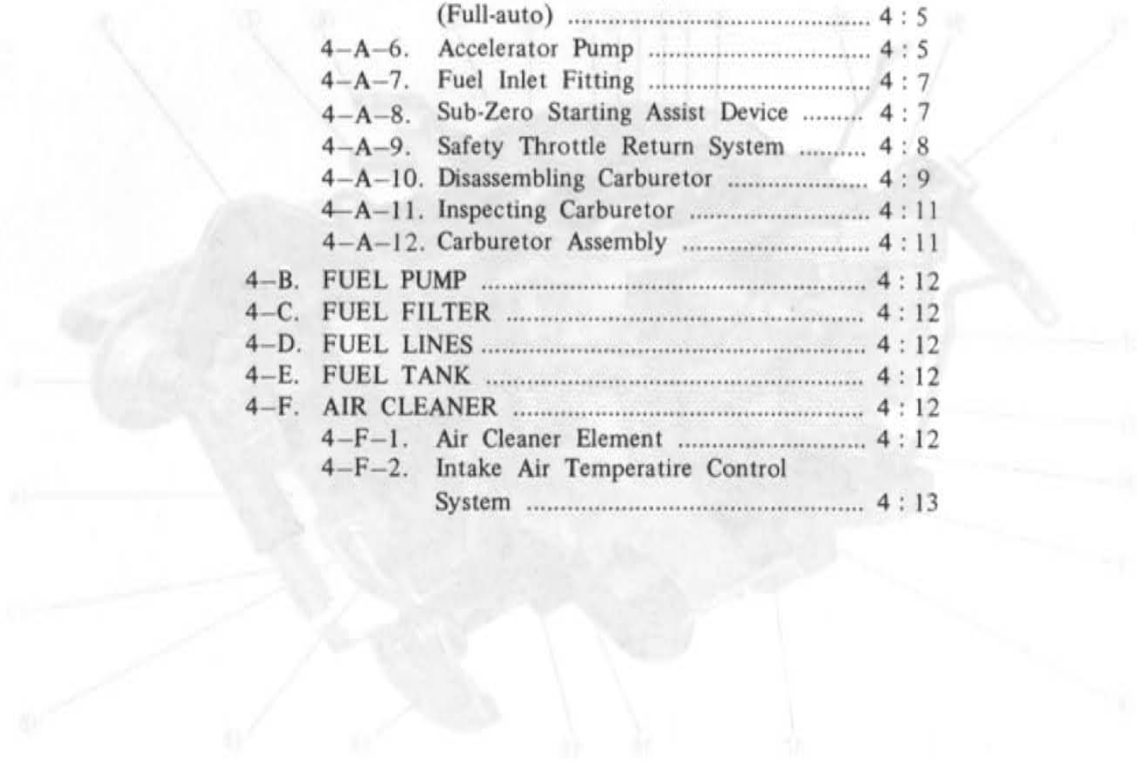 (Full-auto) ................................................ 4 : 5
4–A–6. Accelerator Pump .................................. 4 : 5
4–A–7. Fuel Inlet Fitting .................................... 4 : 7
4–A–8. Sub-Zero Starting Assist Device ......... 4 : 7
4–A–9. Safety Throttle Return System .......... 4 : 8
4–A–10. Disassembling Carburetor ..................... 4 : 9
4–A–11. Inspecting Carburetor ........................... 4 : 11
4–A–12. Carburetor Assembly ............................ 4 : 11
4–B. FUEL PUMP .......................................................... 4 : 12
4–C. FUEL FILTER ...................................................... 4 : 12
4–D. FUEL LINES .......................................................... 4 : 12
4–E. FUEL TANK ......................................................... 4 : 12
4–F. AIR CLEANER ..................................................... 4 : 12
4–F–1. Air Cleaner Element ............................. 4 : 12
4–F–2. Intake Air Temperatire Control
System ................................................... 4 : 13